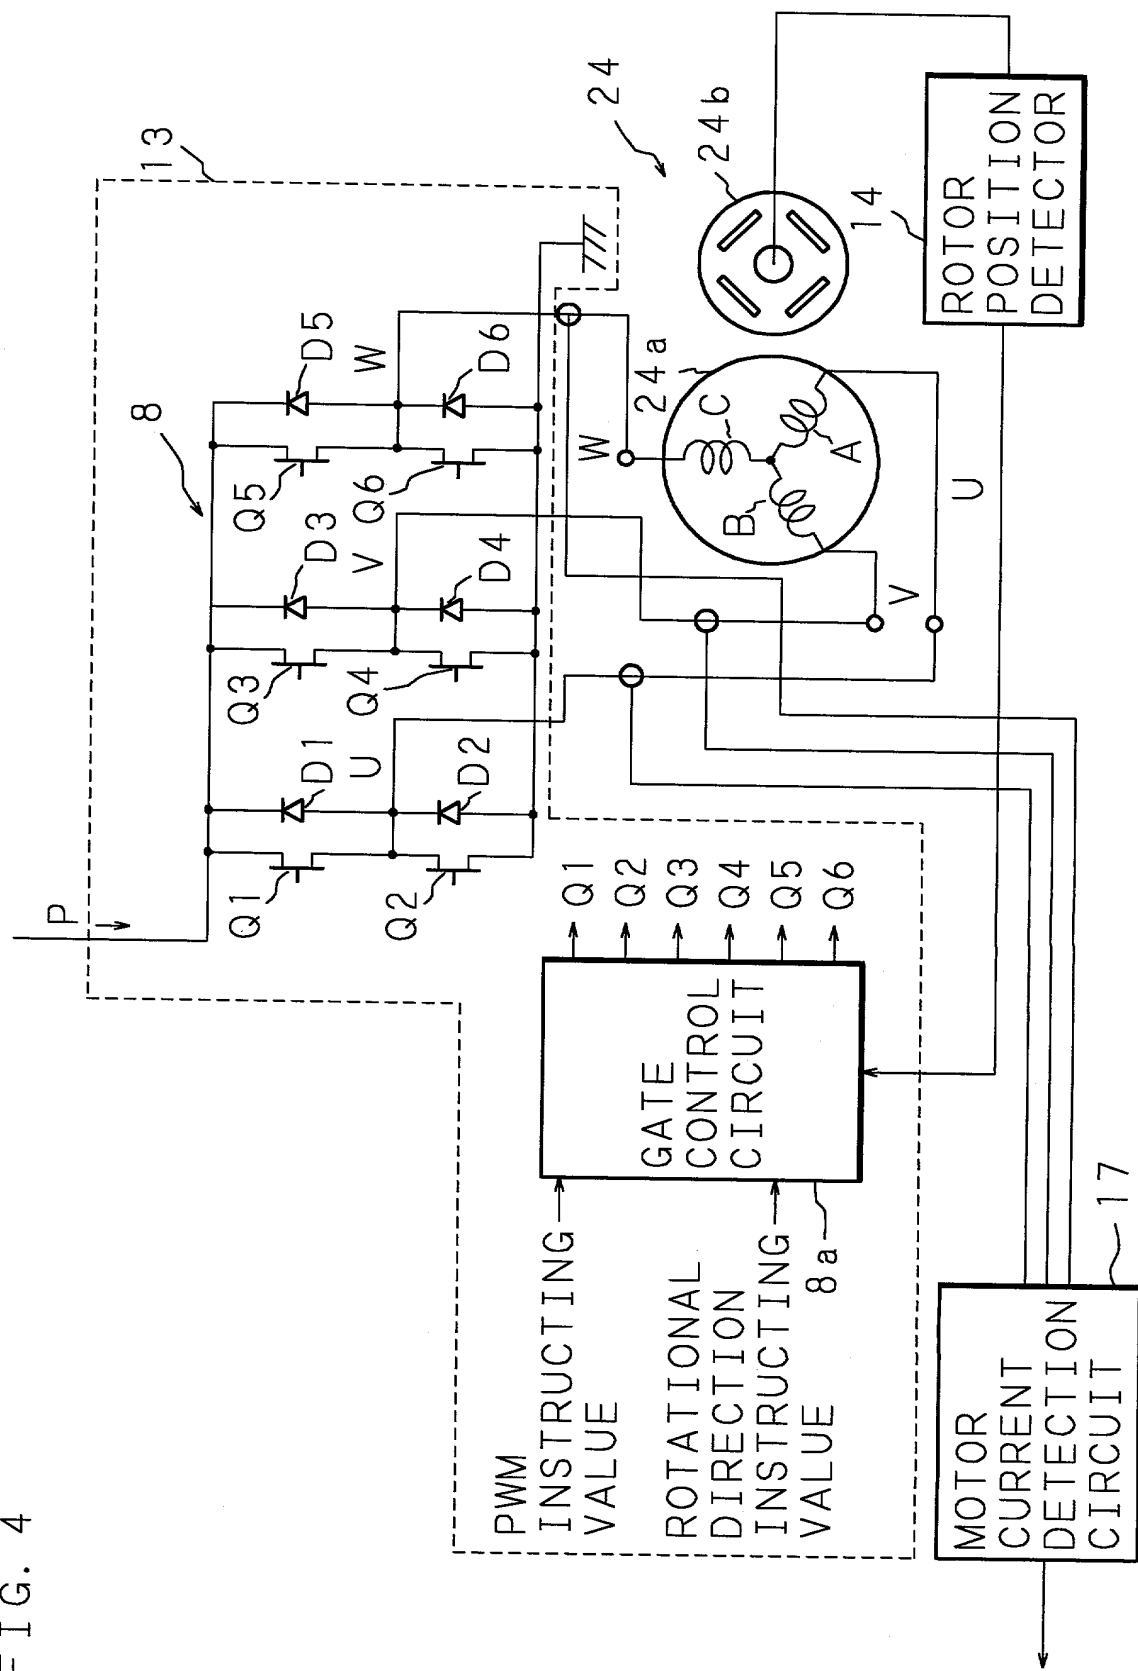 FIG. 4
P
13
8
Q1
D1
Q3
D3
Q5
D5
U
V
W
Q2
D2
Q4
D4
Q6
D6
PWM
INSTRUCTING
VALUE
ROTATIONAL
DIRECTION
INSTRUCTING
VALUE
8a
GATE
CONTROL
CIRCUIT
Q1
Q2
Q3
Q4
Q5
Q6
W
V
U
24a
A
B
C
24
24b
14
ROTOR
POSITION
DETECTOR
17
MOTOR
CURRENT
DETECTION
CIRCUIT